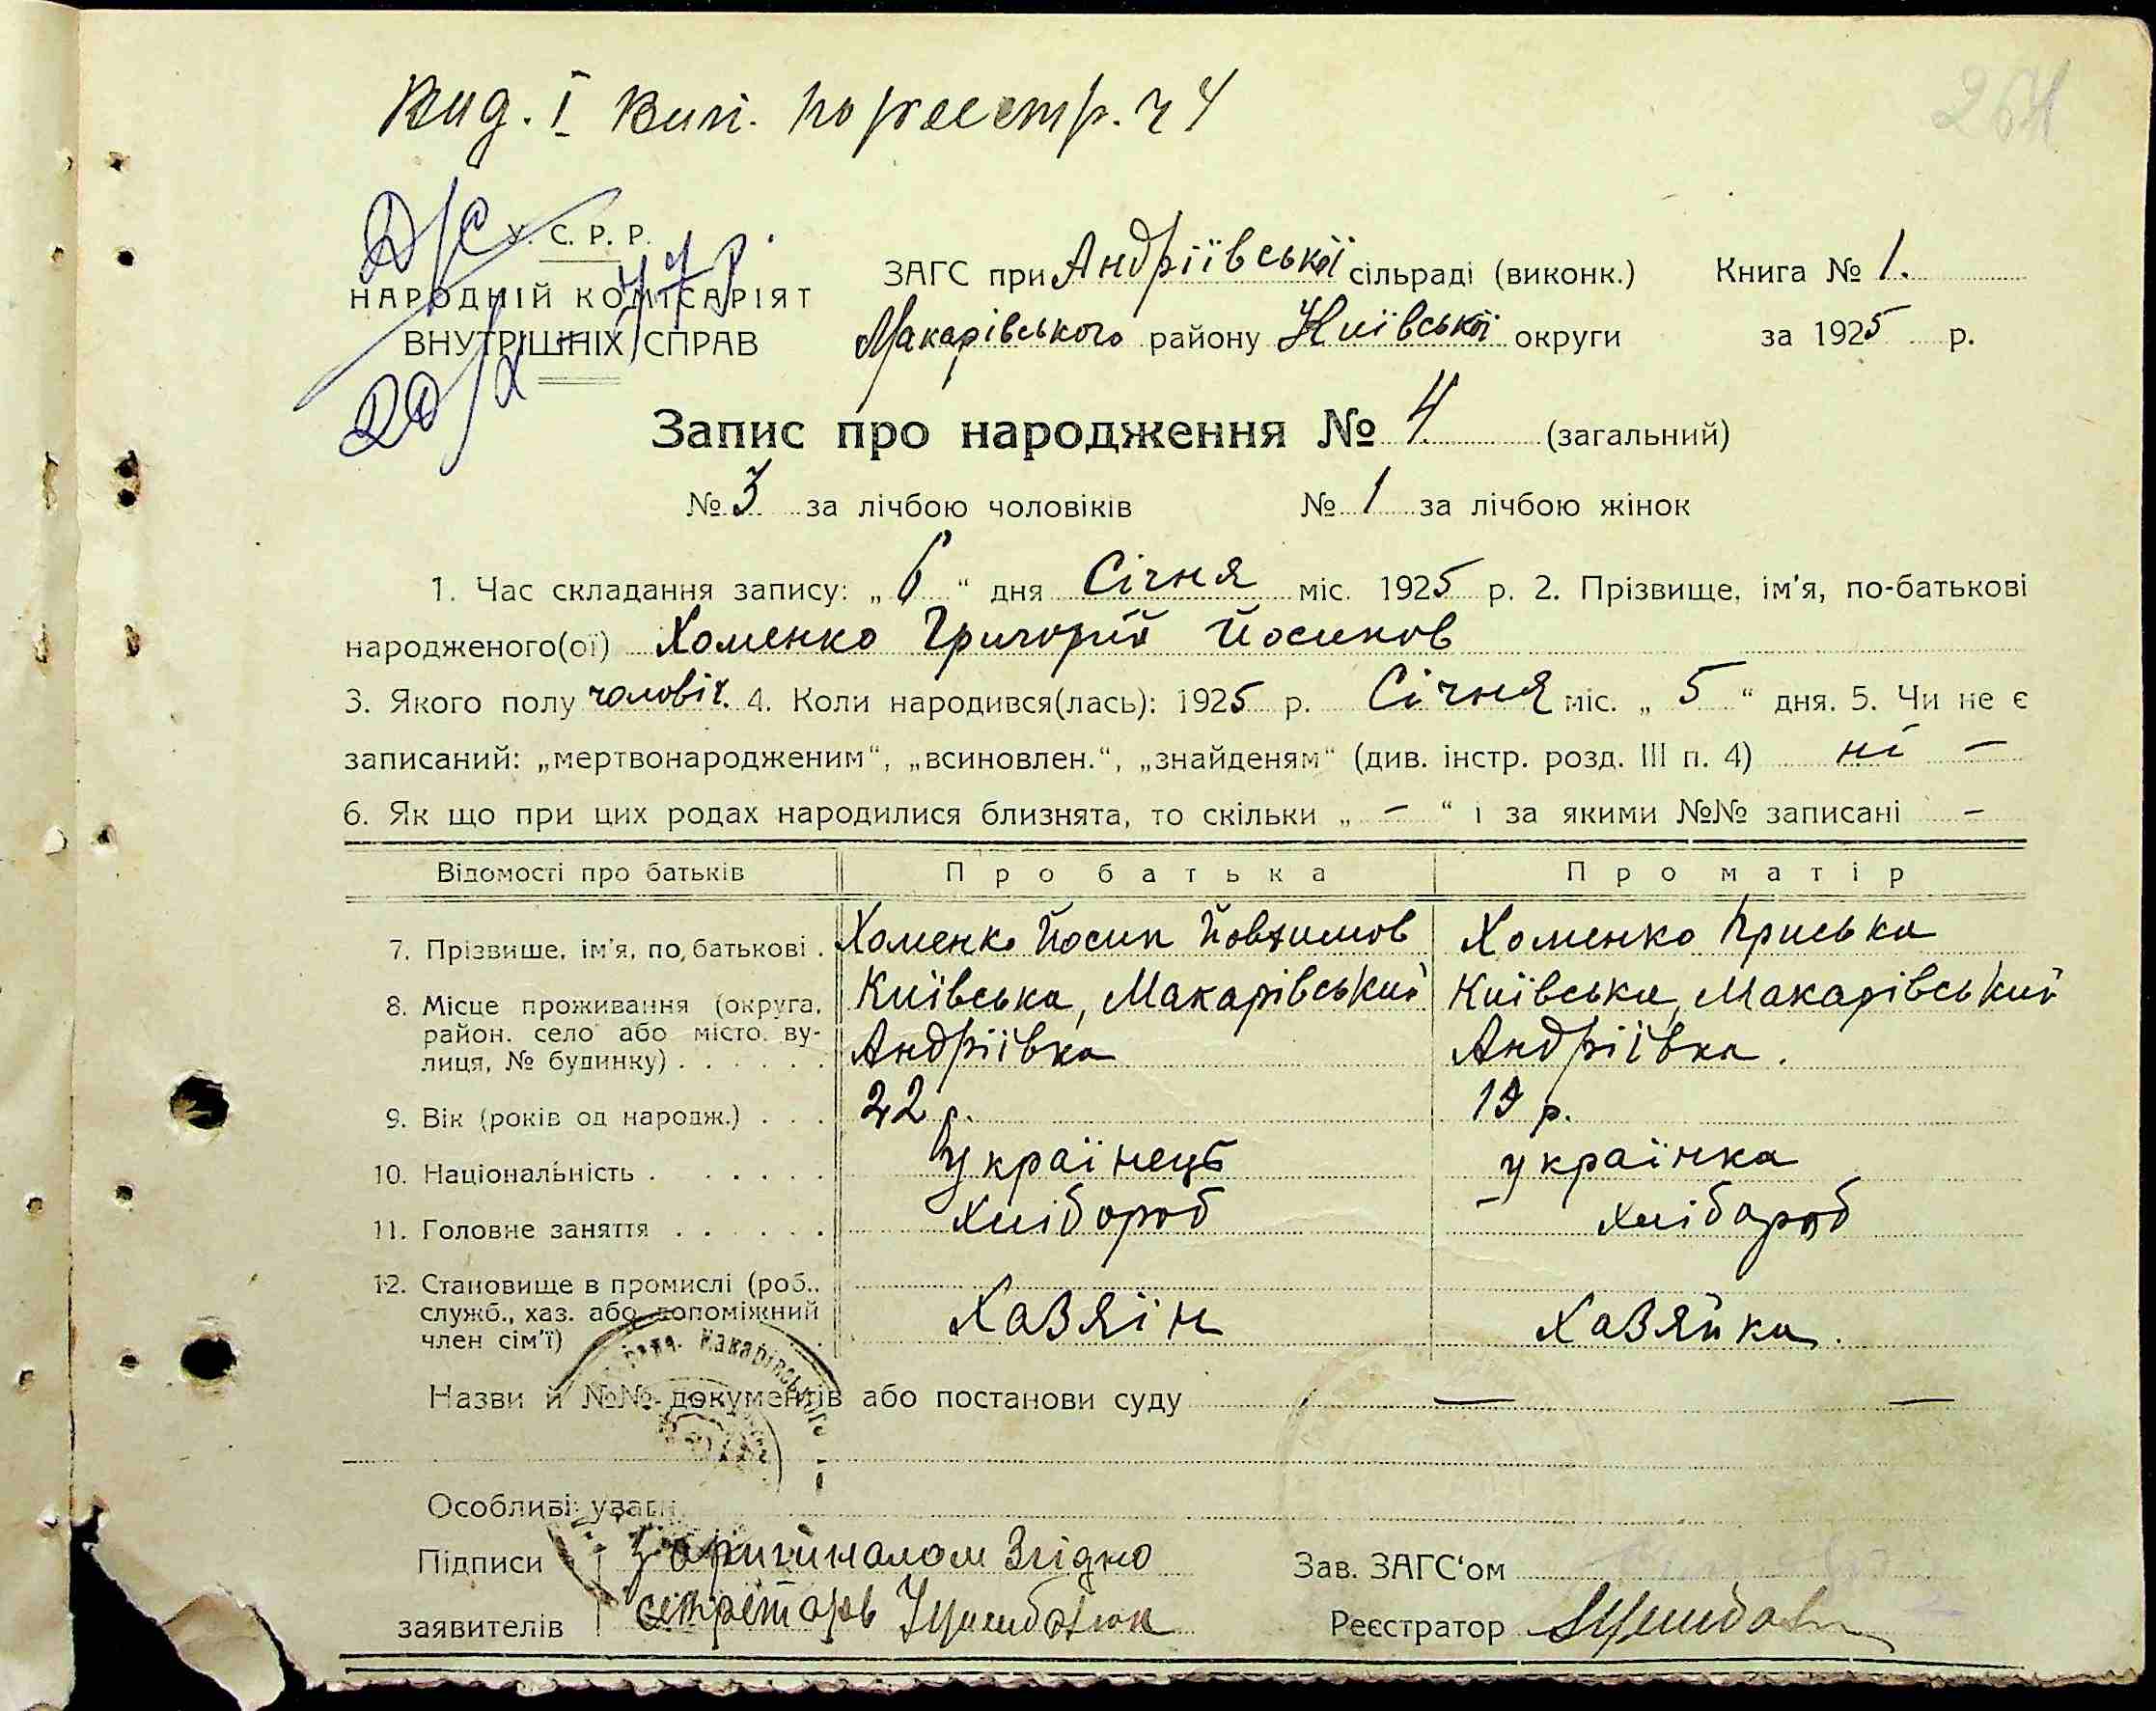 Вид. І вип. по реєстр. ч 4
264
У. С. Р. Р.
НАРОДНІЙ КОМІСАРІЯТ
ВНУТРІШНІХ СПРАВ
ЗАГС при Андріївській сільраді (виконк.) Книга № 1.
Макарівського району Київської округи за 1925 р.
Запис про народження № 4 (загальний)
№ 3 за лічбою чоловіків № 1 за лічбою жінок
1. Час складання запису: „ 6 “ дня Січня міс. 1925 р. 2. Прізвище, ім'я, по-батькові
народженого(ої) Хоменко Григорій Йосипов
3. Якого полу чоловіч. 4. Коли народився(лась): 1925 р. Січня міс. „ 5 “ дня. 5. Чи не є
записаний: „мертвонародженим“, „всиновлен.“, „знайденям“ (див. інстр. розд. III п. 4) ні —
6. Як що при цих родах народилися близнята, то скільки „ — “ і за якими №№ записані —
Відомості про батьків Про батька Про матір
7. Прізвище, ім'я, по батькові . Хоменко Йосип Йовхимов Хоменко Приська
8. Місце проживання (округа, Київська, Макарівський Київська, Макарівський
район, село або місто, ву-
лиця, № будинку) . . . . . . Андріївка Андріївка.
9. Вік (років од народж.) . . . 22 р. 19 р.
10. Національність . . . . . . Українець українка
11. Головне заняття . . . . . . хлібороб хлібороб
12. Становище в промислі (роб.,
служб., хаз. або допоміжний
член сім'ї) Хазяїн Хазяйка.
Назви й №№ документів або постанови суду — —
Особливі уваги
Підписи З оригіналом Згідно Зав. ЗАГС'ом
заявителів секретарь Реєстратор
Макарівського